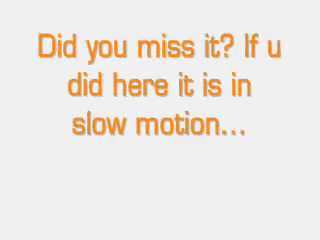 Did you miss it? If u
did here it is in
slow motion...